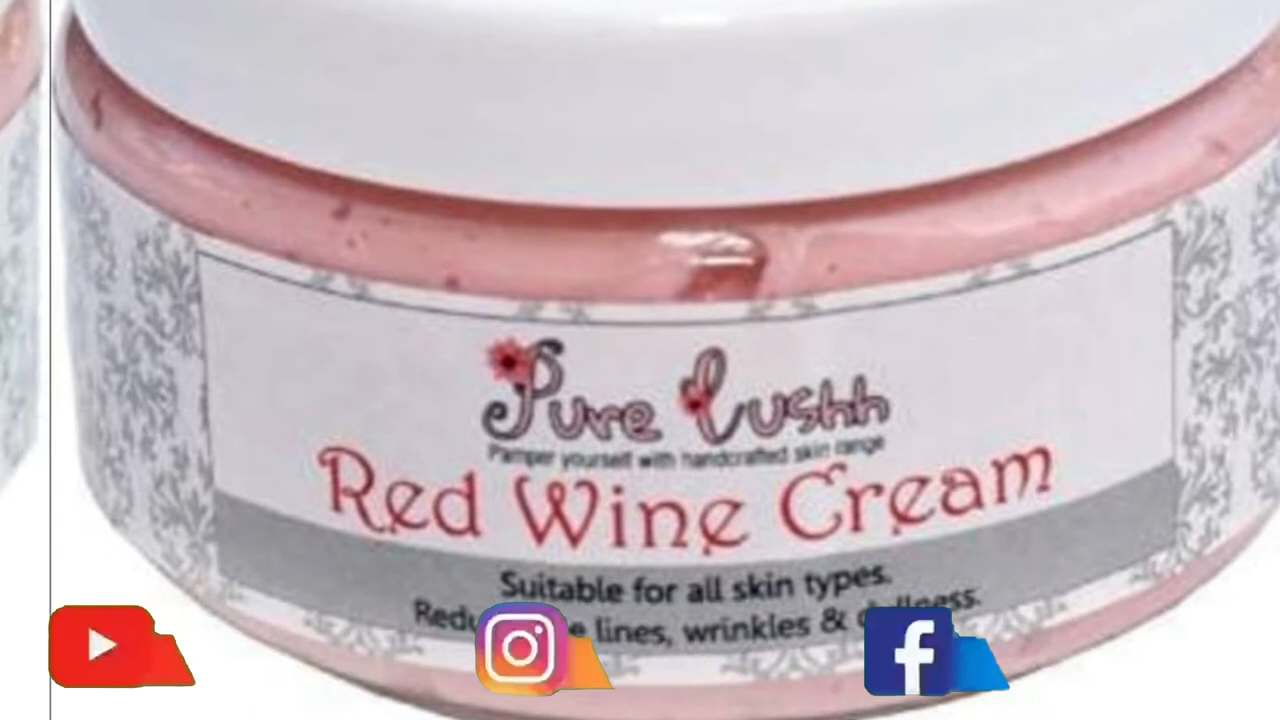 Pure Lushh
Pamper yourself with handcrafted skin range
Red Wine Cream
Suitable for all skin types.
lines, wrinkles &